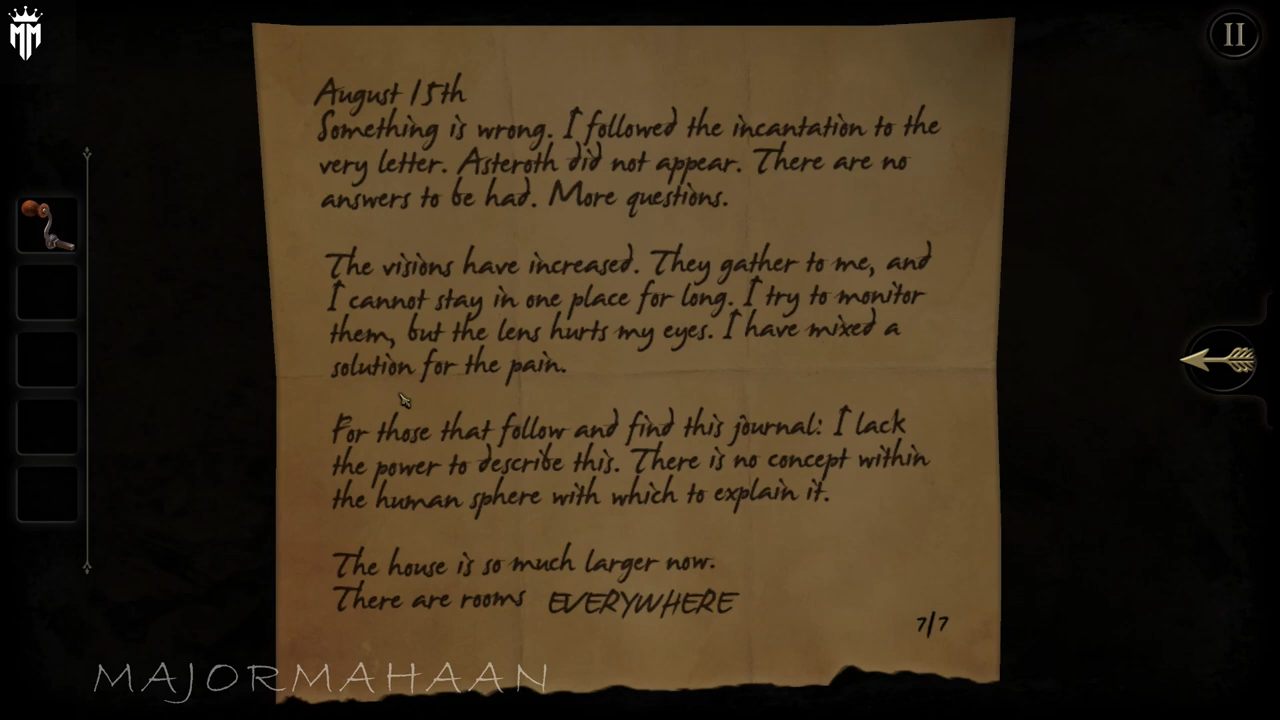 August 15th
Something is wrong. I followed the incantation to the
very letter. Asteroth did not appear. There are no
answers to be had. More questions.
The visions have increased. They gather to me, and
I cannot stay in one place for long. I try to monitor
them, but the lens hurts my eyes. I have mixed a
solution for the pain.
For those that follow and find this journal: I lack
the power to describe this. There is no concept within
the human sphere with which to explain it.
The house is so much larger now.
There are rooms EVERYWHERE
7/7
MAJORMAHAAN